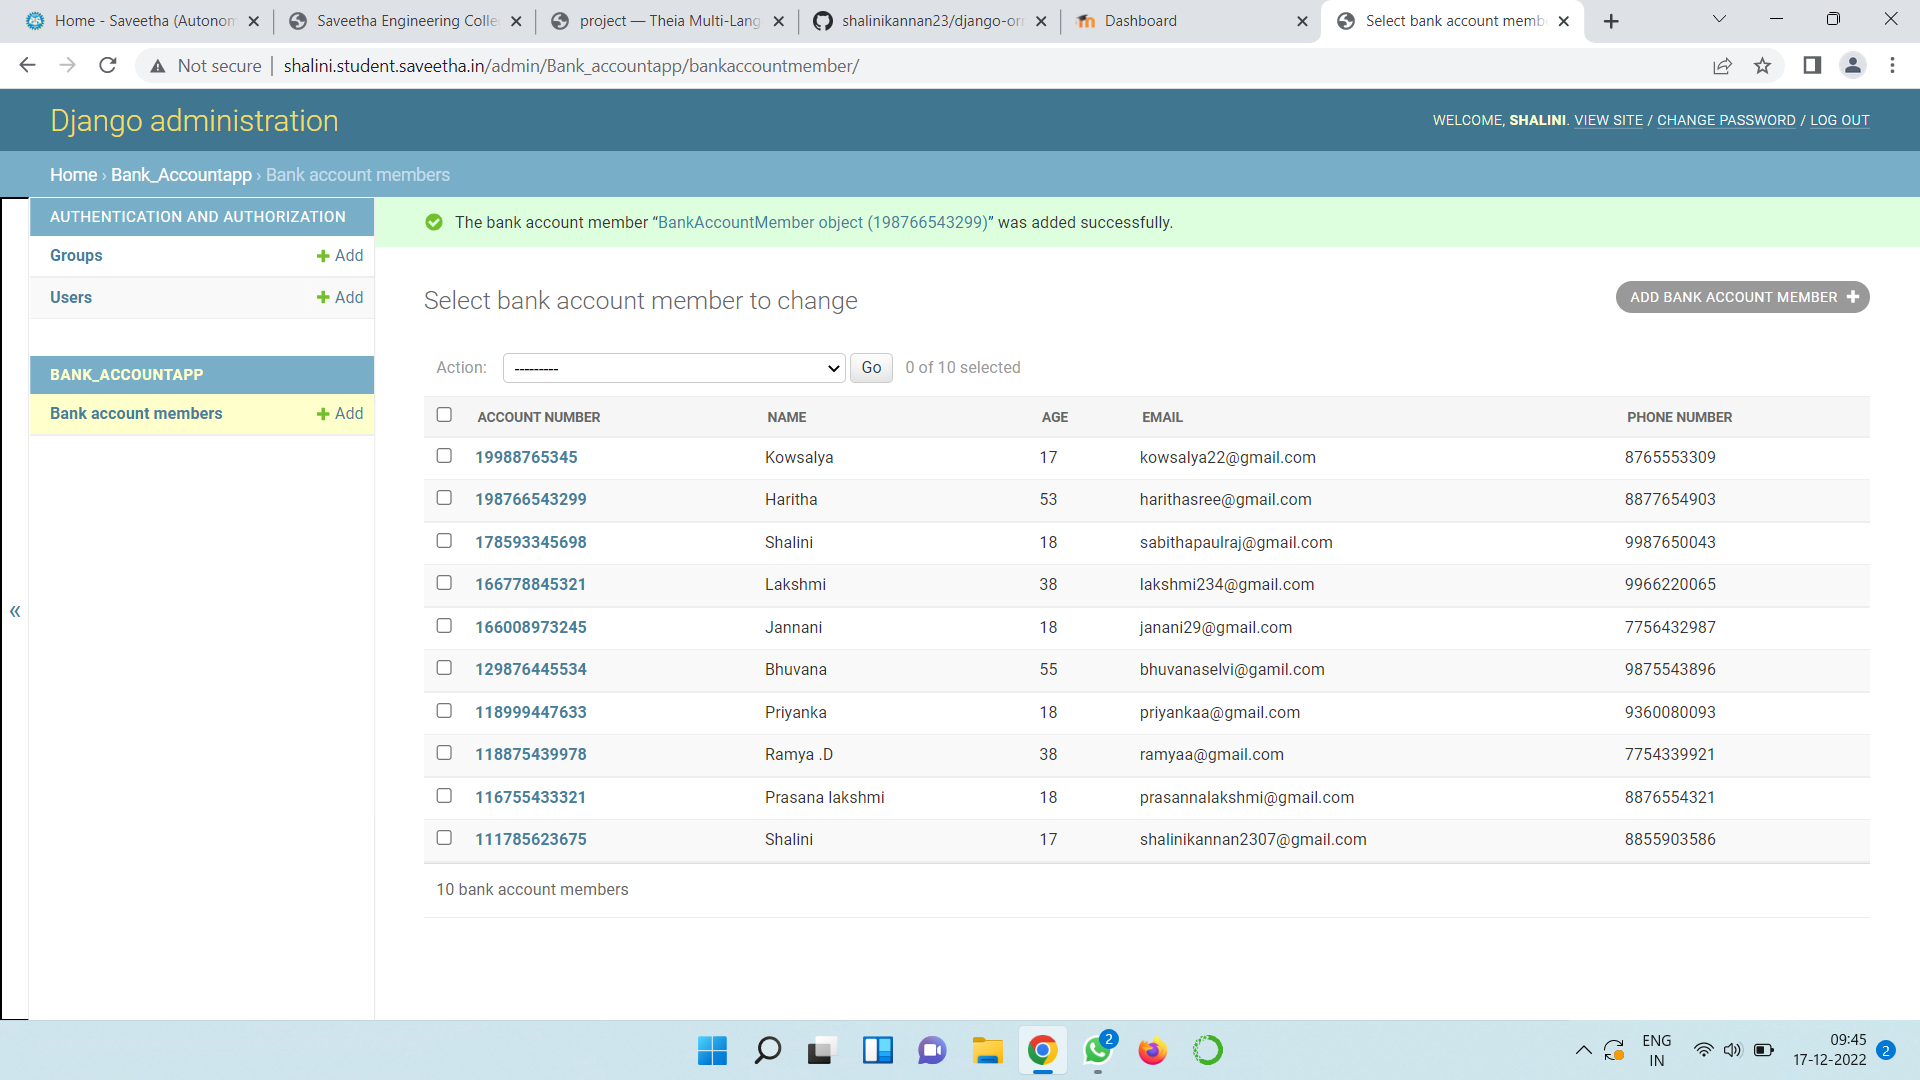 Home - Saveetha (Autonom
Saveetha Engineering Colle
project — Theia Multi-Lang
shalinikannan23/django-orm
Dashboard
Select bank account memb
Not secure
shalini.student.saveetha.in/admin/Bank_accountapp/bankaccountmember/
Django administration
WELCOME, SHALINI. VIEW SITE / CHANGE PASSWORD / LOG OUT
Home › Bank_Accountapp › Bank account members
AUTHENTICATION AND AUTHORIZATION
Groups + Add
Users + Add
BANK_ACCOUNTAPP
Bank account members + Add
«
The bank account member “BankAccountMember object (198766543299)” was added successfully.
Select bank account member to change
ADD BANK ACCOUNT MEMBER +
Action: --------- Go 0 of 10 selected
ACCOUNT NUMBER NAME AGE EMAIL PHONE NUMBER
19988765345 Kowsalya 17 kowsalya22@gmail.com 8765553309
198766543299 Haritha 53 harithasree@gmail.com 8877654903
178593345698 Shalini 18 sabithapaulraj@gmail.com 9987650043
166778845321 Lakshmi 38 lakshmi234@gmail.com 9966220065
166008973245 Jannani 18 janani29@gmail.com 7756432987
129876445534 Bhuvana 55 bhuvanaselvi@gamil.com 9875543896
118999447633 Priyanka 18 priyankaa@gmail.com 9360080093
118875439978 Ramya .D 38 ramyaa@gmail.com 7754339921
116755433321 Prasana lakshmi 18 prasannalakshmi@gmail.com 8876554321
111785623675 Shalini 17 shalinikannan2307@gmail.com 8855903586
10 bank account members
2
ENG
IN
09:45
17-12-2022
2